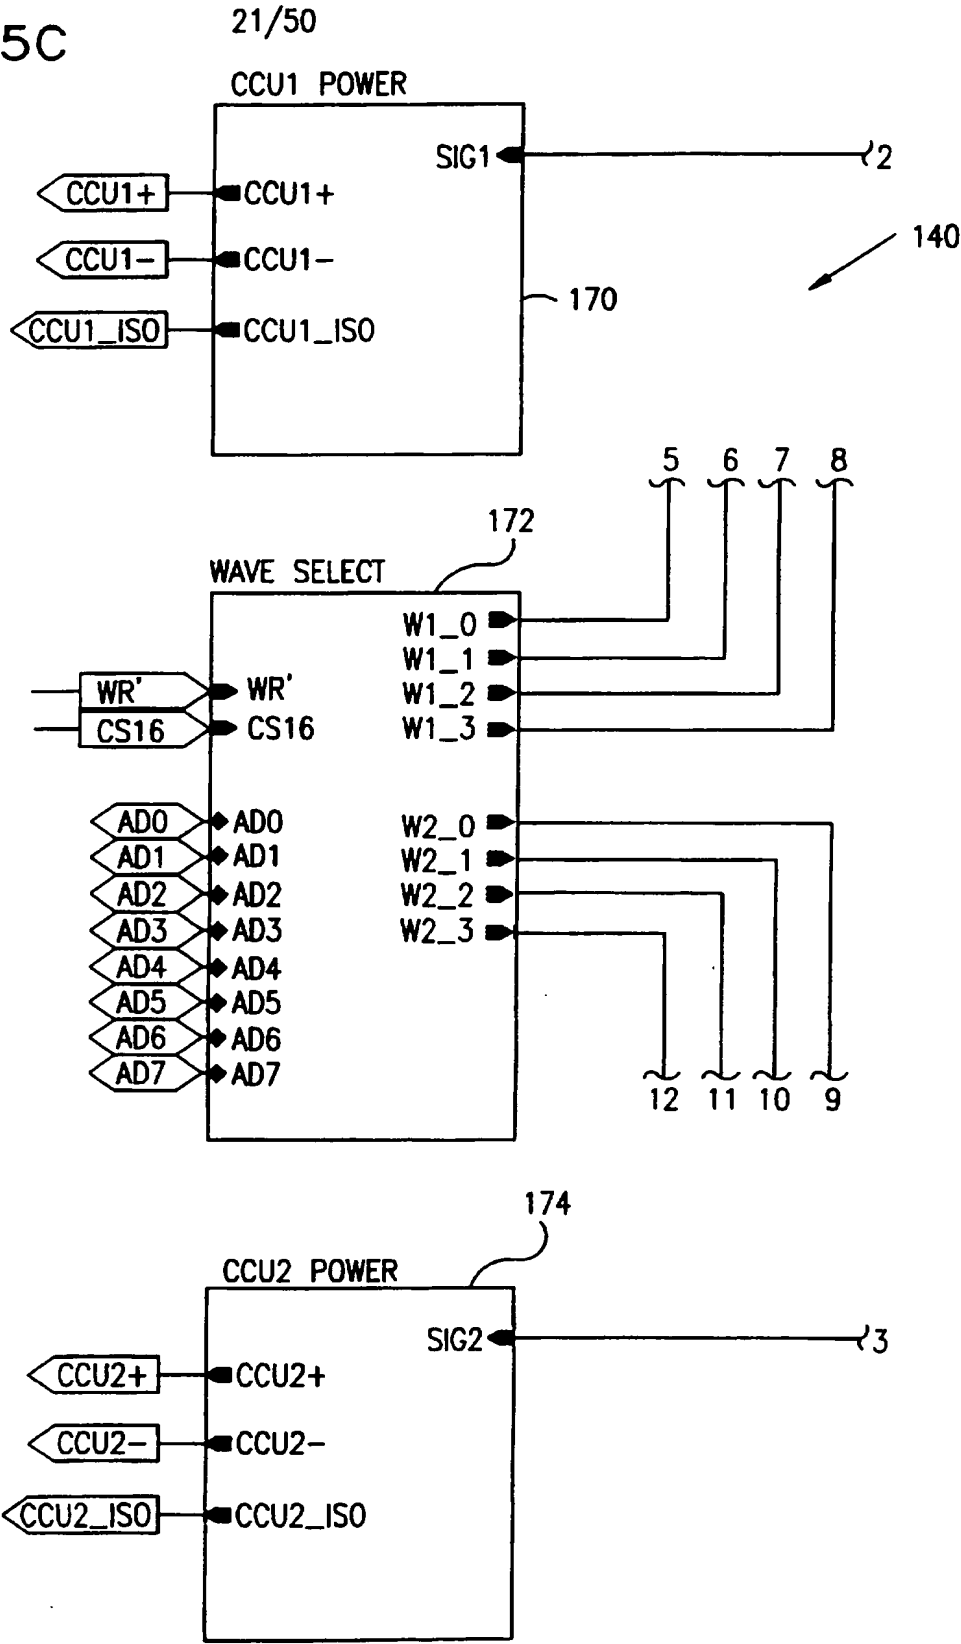 5C
21/50
CCU1 POWER
SIG1
2
CCU1+ CCU1+
140
CCU1- CCU1-
170
CCU1_ISO CCU1_ISO
5 6 7 8
172
WAVE SELECT
W1_0
W1_1
WR' WR' W1_2
CS16 CS16 W1_3
AD0 AD0 W2_0
AD1 AD1 W2_1
AD2 AD2 W2_2
AD3 AD3 W2_3
AD4 AD4
AD5 AD5
AD6 AD6
AD7 AD7
12 11 10 9
174
CCU2 POWER
SIG2
3
CCU2+ CCU2+
CCU2- CCU2-
CCU2_ISO CCU2_ISO